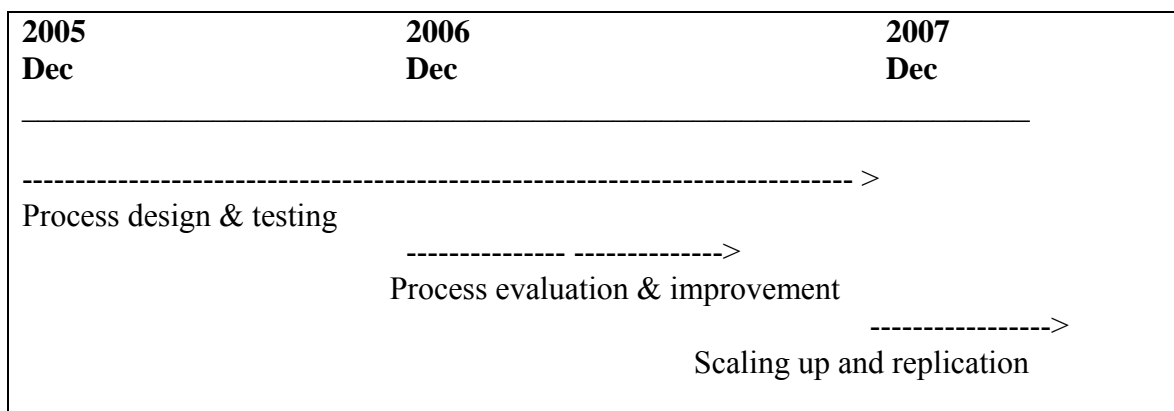 2005 2006 2007
Dec Dec Dec
--------------------------------------------------------------------------- >
Process design & testing
--------------- -------------->
Process evaluation & improvement
----------------->
Scaling up and replication